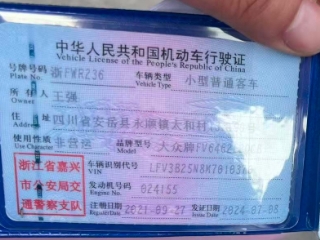 中华人民共和国机动车行驶证
Vehicle License of the People's Republic of China
号牌号码 浙FWR236 车辆类型 小型普通客车
Plate No. Vehicle Type
所有人 王强
Owner
住址 四川省安岳县永顺镇太和村
Address
使用性质 非营运 品牌型号 大众牌
Use Character
浙江省嘉兴
市公安局交
通警察支队
车辆识别代号
VIN
发动机号码 024155
Engine No.
注册日期 2021-09-27 发证日期
Register Date Issue Date